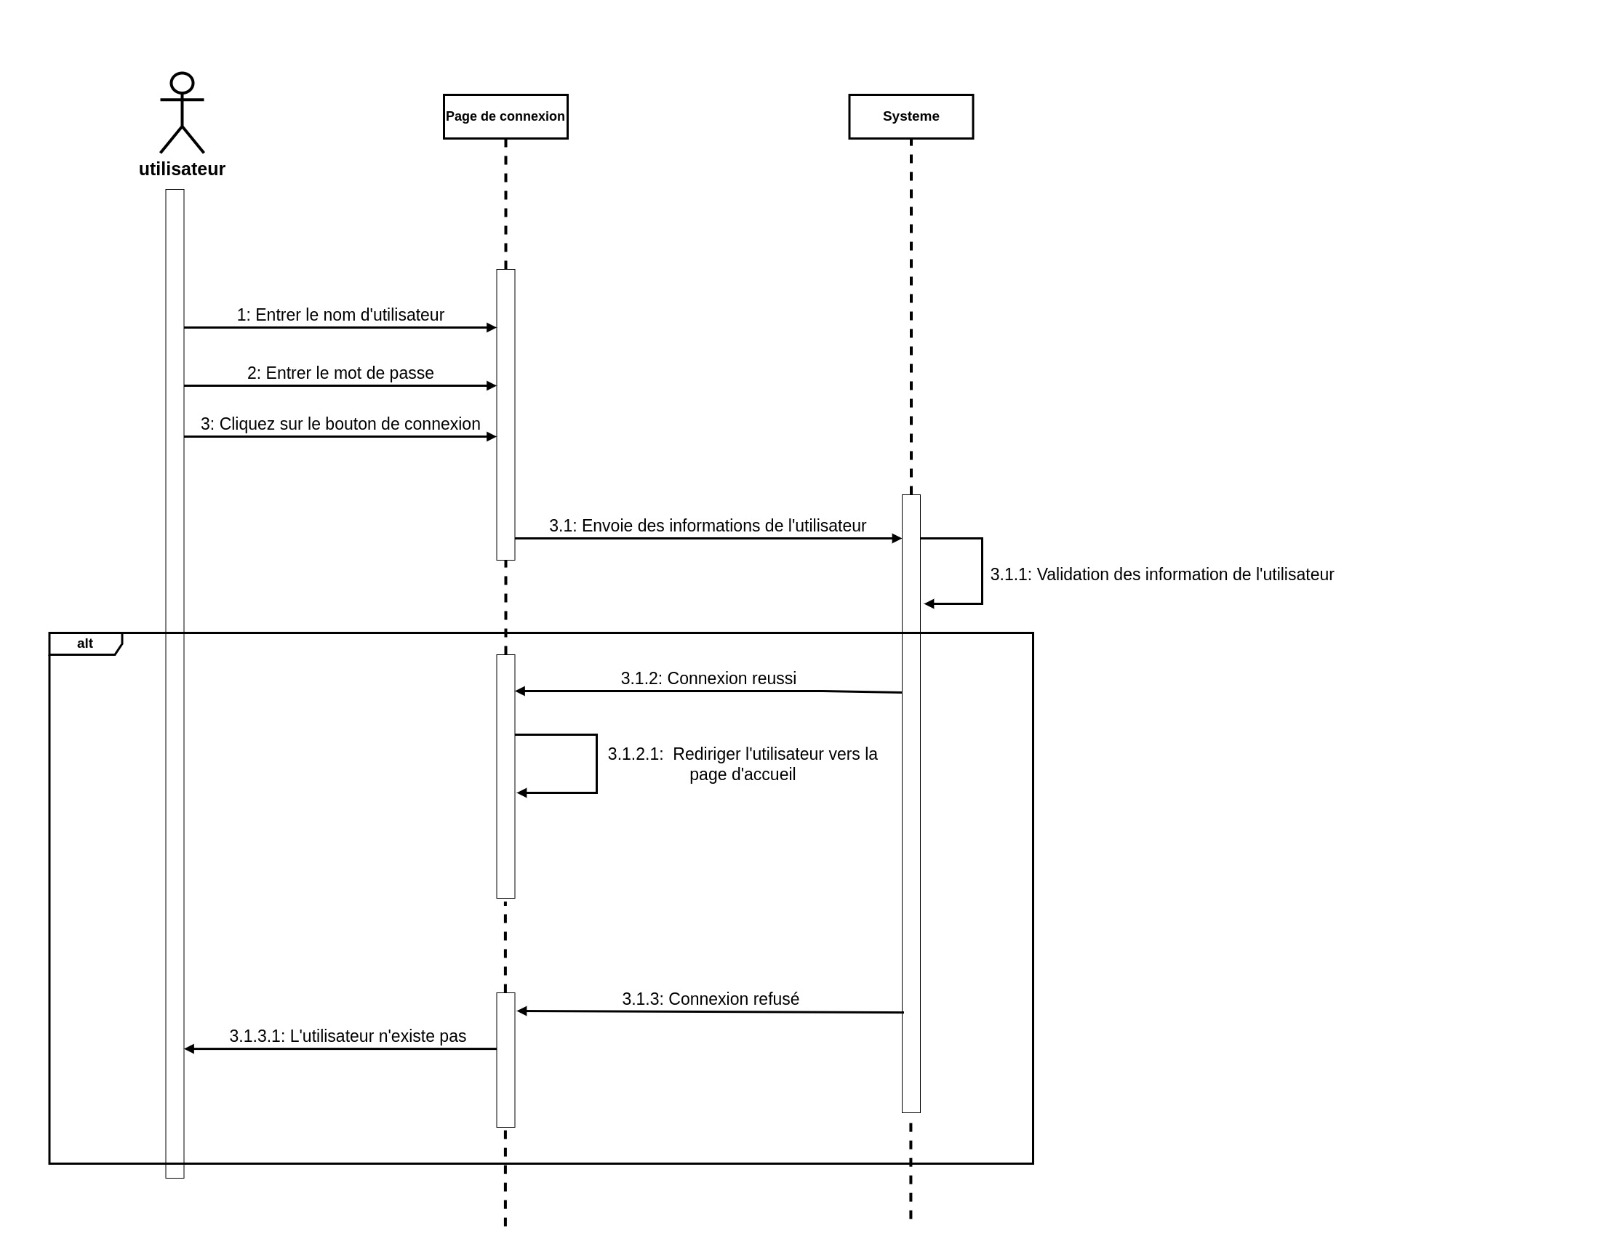 utilisateur
Page de connexion
Systeme
1: Entrer le nom d'utilisateur
2: Entrer le mot de passe
3: Cliquez sur le bouton de connexion
3.1: Envoie des informations de l'utilisateur
3.1.1: Validation des information de l'utilisateur
alt
3.1.2: Connexion reussi
3.1.2.1:  Rediriger l'utilisateur vers la
page d'accueil
3.1.3: Connexion refusé
3.1.3.1: L'utilisateur n'existe pas